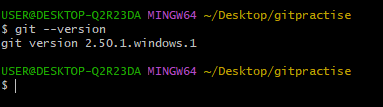 USER@DESKTOP-Q2R23DA MINGW64 ~/Desktop/gitpractise
$ git --version
git version 2.50.1.windows.1
USER@DESKTOP-Q2R23DA MINGW64 ~/Desktop/gitpractise
$